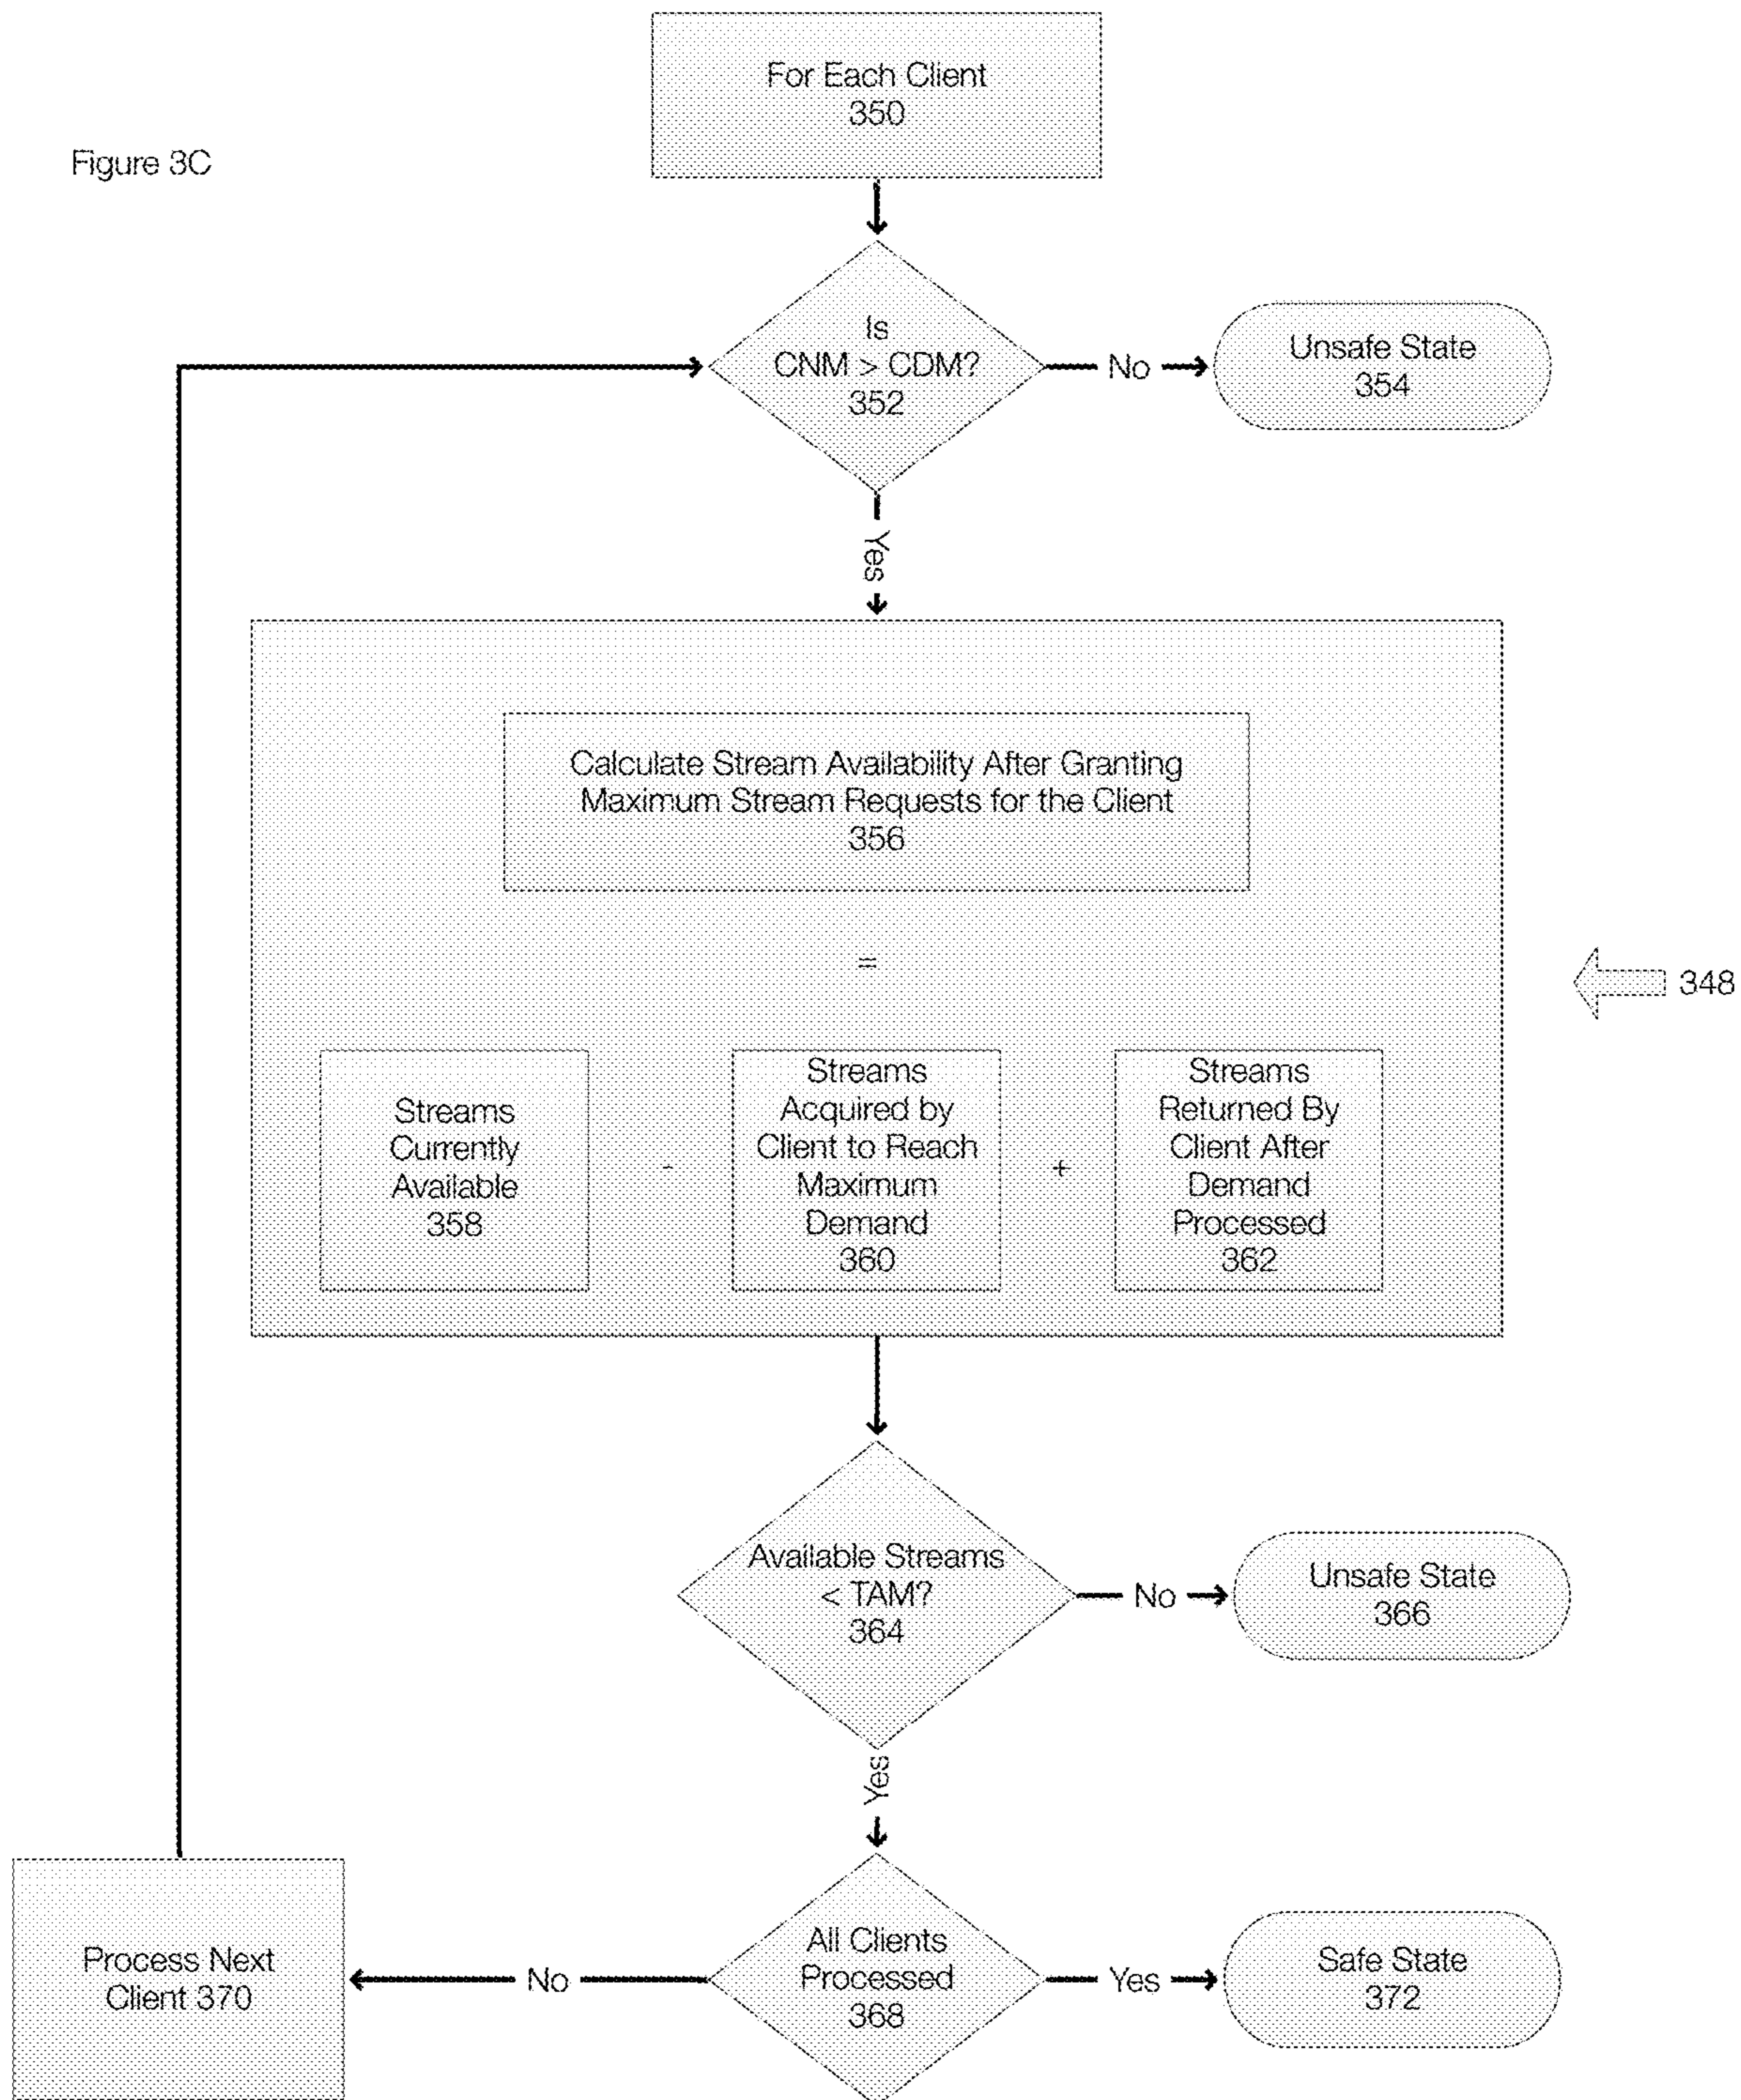 For Each Client
350
Figure 3C
Is
CNM > CDM?
352
No
Unsafe State
354
Yes
Calculate Stream Availability After Granting
Maximum Stream Requests for the Client
356
=
348
Streams
Currently
Available
358
-
Streams
Acquired by
Client to Reach
Maximum
Demand
360
+
Streams
Returned By
Client After
Demand
Processed
362
Available Streams
< TAM?
364
No
Unsafe State
366
Yes
All Clients
Processed
368
No
Process Next
Client 370
Yes
Safe State
372